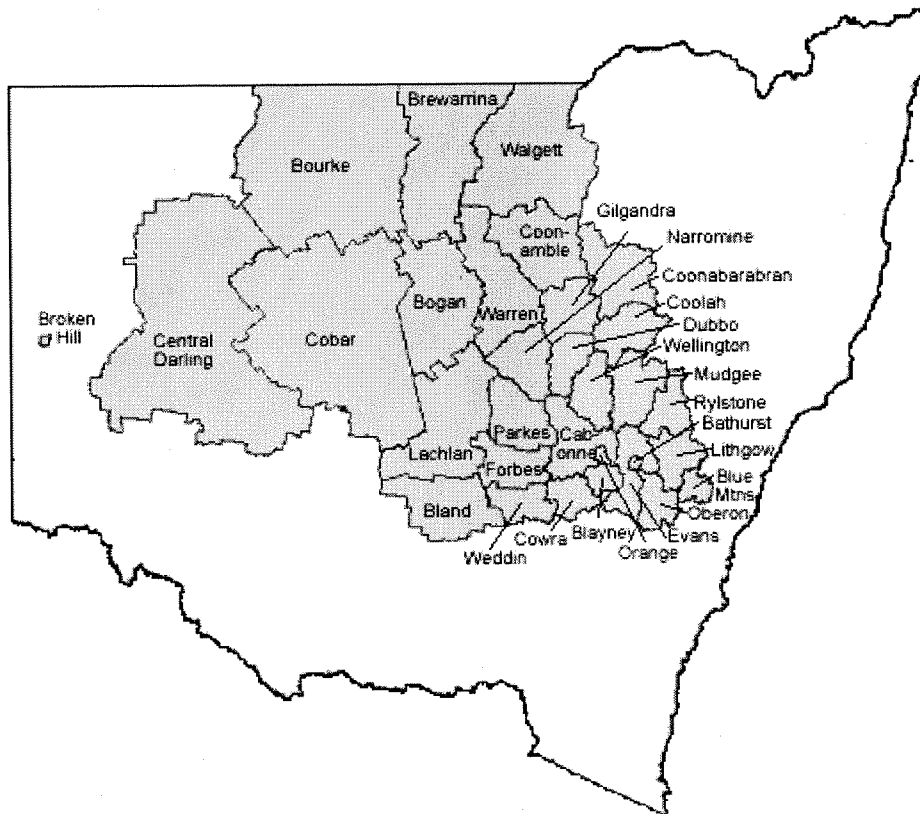 Brewarrina
Bourke
Walgett
Gilgandra
Coon-
amble
Narromine
Coonabarabran
Bogan
Warren
Coolah
Broken
Hill
Central
Darling
Cobar
Dubbo
Wellington
Mudgee
Rylstone
Parkes
Cab-
onne
Bathurst
Lachlan
Forbes
Lithgow
Blue
Mtns
Bland
Oberon
Weddin
Cowra
Blayney
Orange
Evans